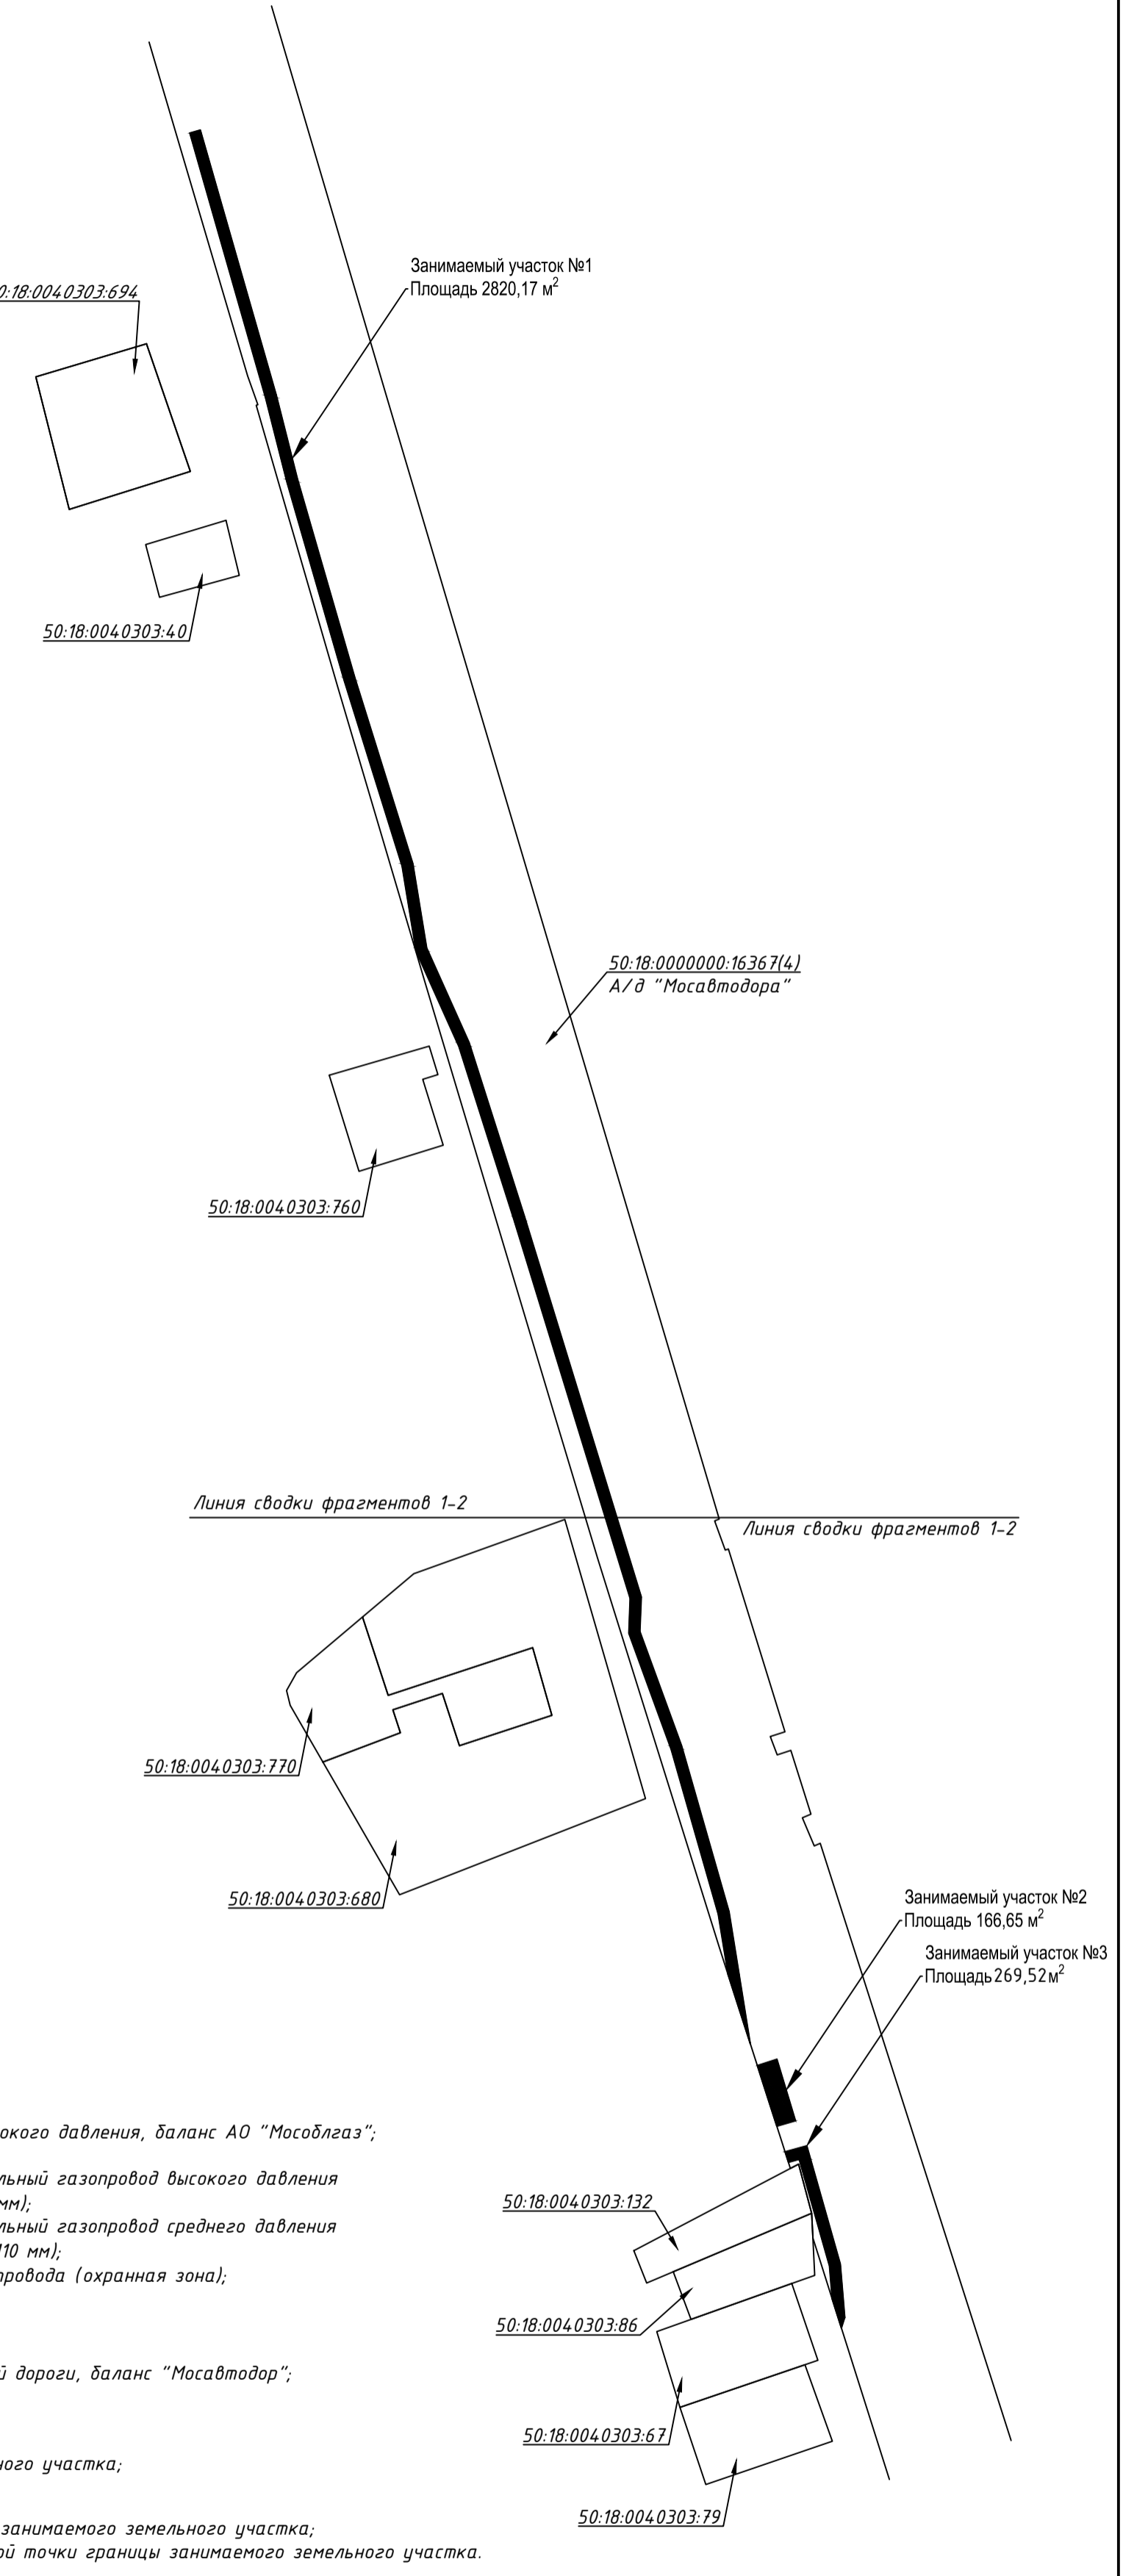 Занимаемый участок №1
Площадь 2820,17 м²
0:18:0040303:694
50:18:0040303:40
50:18:0000000:16367(4)
А/д "Мосавтодора"
50:18:0040303:760
Линия сводки фрагментов 1-2
Линия сводки фрагментов 1-2
50:18:0040303:770
50:18:0040303:680
Занимаемый участок №2
Площадь 166,65 м²
Занимаемый участок №3
Площадь 269,52 м²
окого давления, баланс АО "Мособлгаз";
льный газопровод высокого давления
мм);
льный газопровод среднего давления
110 мм);
провода (охранная зона);
50:18:0040303:132
50:18:0040303:86
й дороги, баланс "Мосавтодор";
50:18:0040303:67
ного участка;
50:18:0040303:79
занимаемого земельного участка;
ой точки границы занимаемого земельного участка.